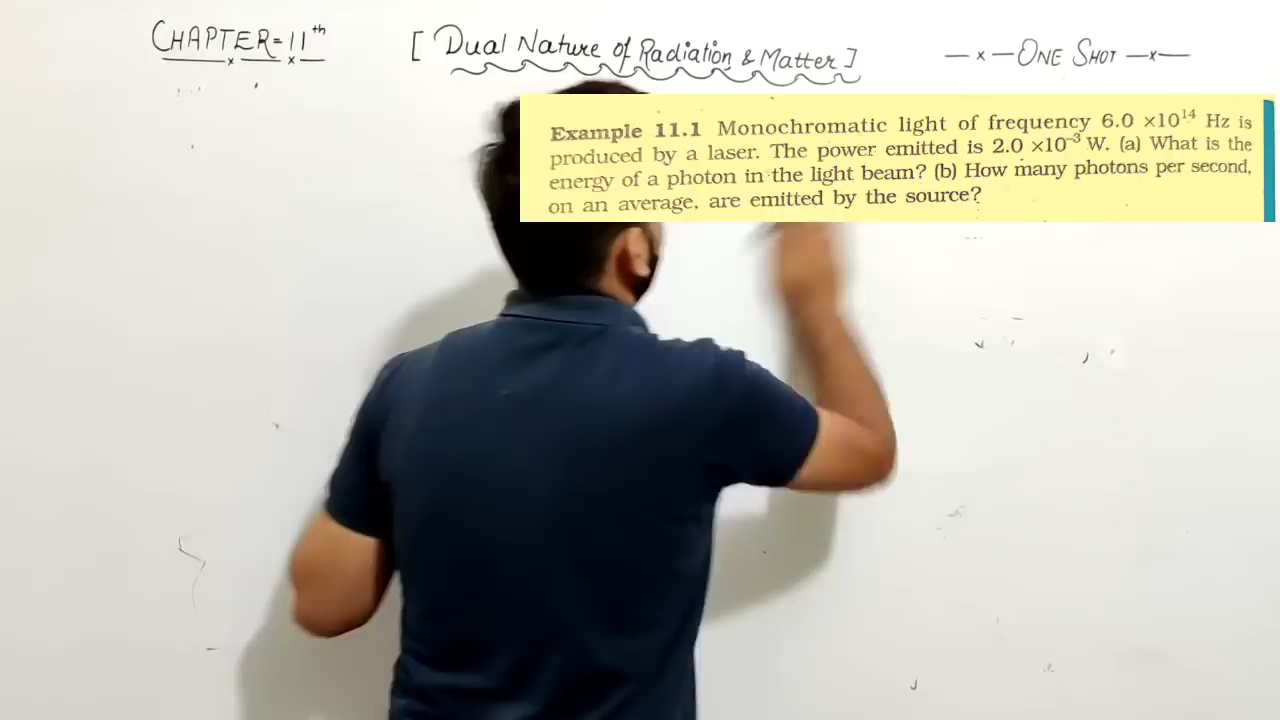 CHAPTER=11th
[ Dual Nature of Radiation & Matter ]
—x—ONE SHOT—x—
Example 11.1 Monochromatic light of frequency 6.0 ×10¹⁴ Hz is
produced by a laser. The power emitted is 2.0 ×10⁻³ W. (a) What is the
energy of a photon in the light beam? (b) How many photons per second,
on an average, are emitted by the source?